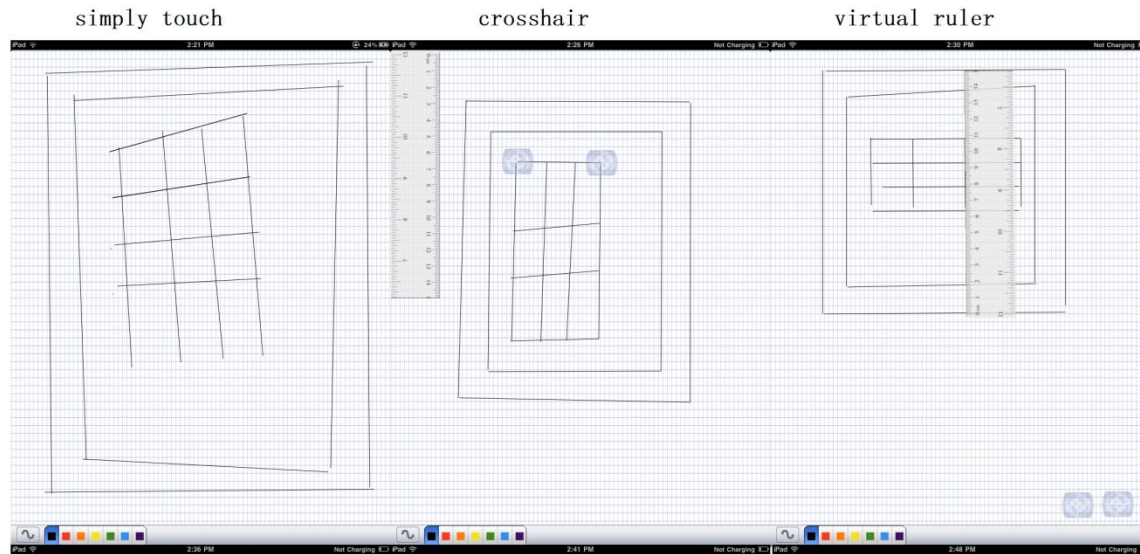 simply touch crosshair virtual ruler
iPad 2:21 PM 24% iPad 2:26 PM Not Charging iPad 2:30 PM Not Charging
iPad 2:36 PM Not Charging iPad 2:41 PM Not Charging iPad 2:48 PM Not Charging